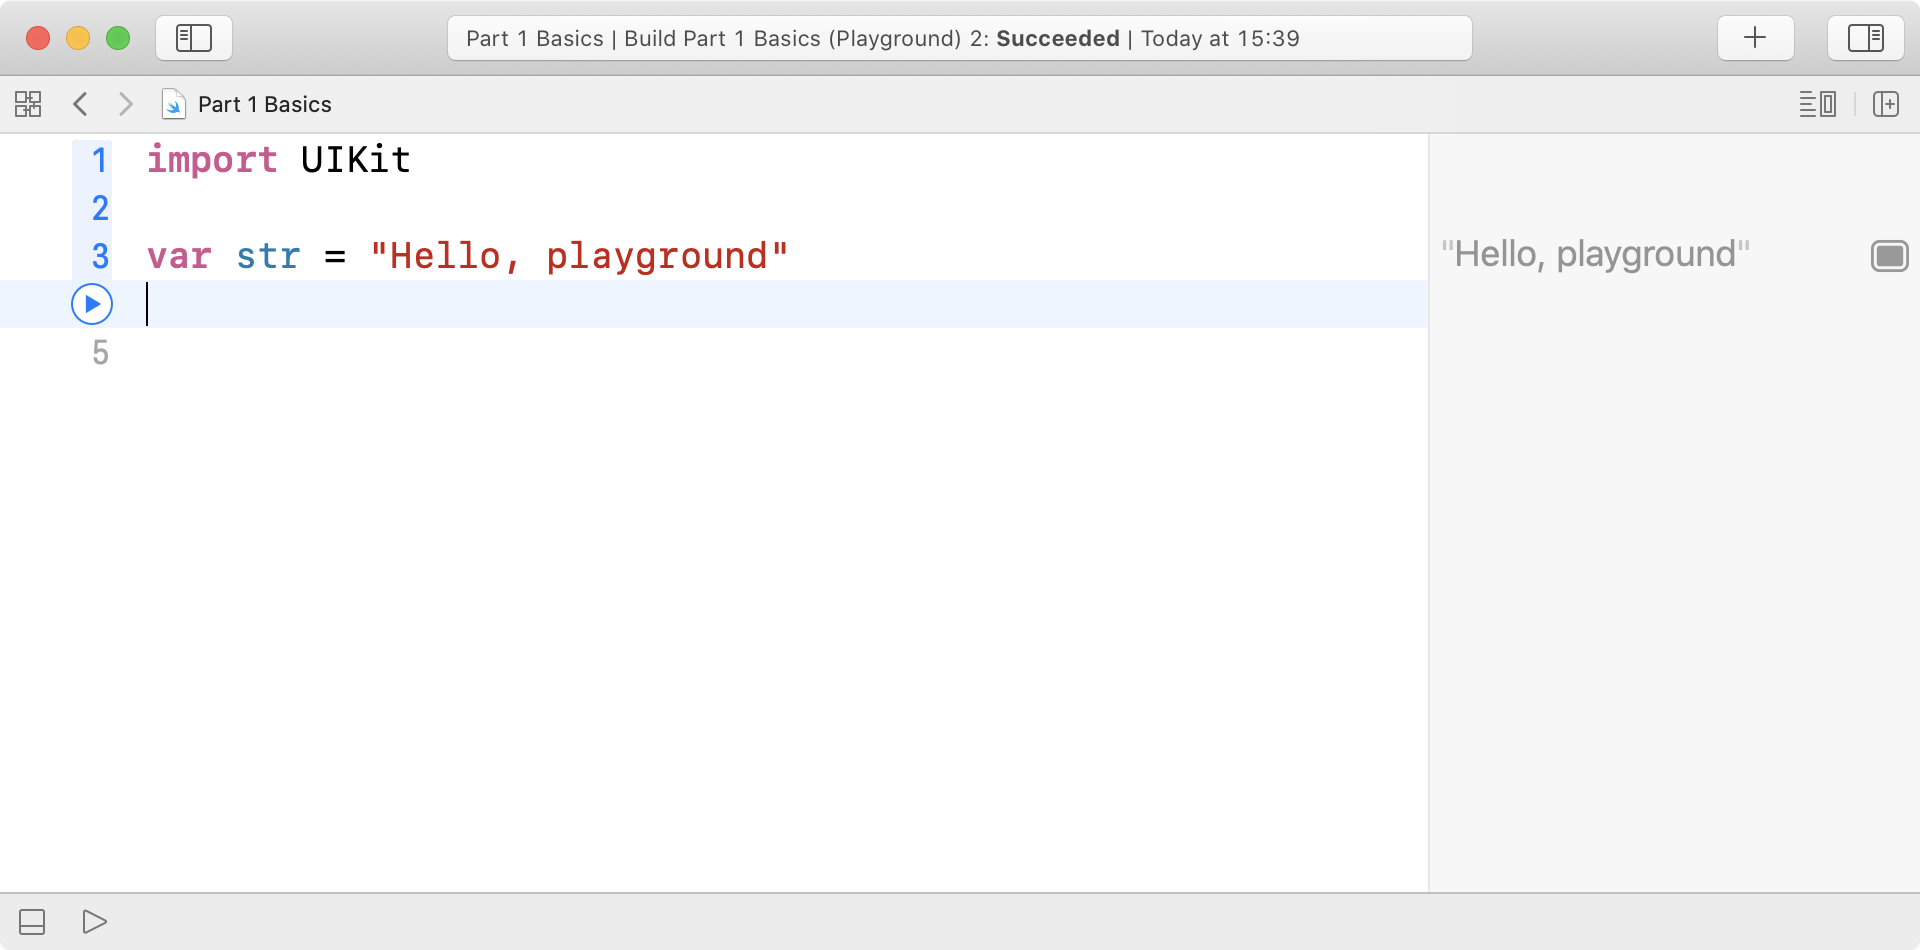 Part 1 Basics | Build Part 1 Basics (Playground) 2: Succeeded | Today at 15:39
Part 1 Basics
1 import UIKit
2
3 var str = "Hello, playground"
"Hello, playground"
5